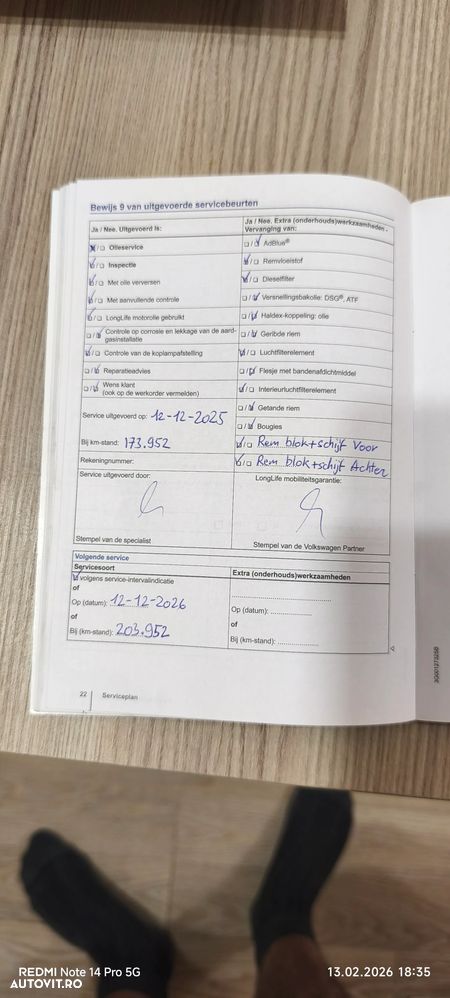 Bewijs 9 van uitgevoerde servicebeurten
Ja / Nee. Uitgevoerd is:
Ja / Nee. Extra (onderhouds)werkzaamheden -
Vervanging van:
Olieservice
AdBlue®
Inspectie
Remvloeistof
Met olie verversen
Dieselfilter
Met aanvullende controle
Versnellingsbakolie: DSG®, ATF
LongLife motorolie gebruikt
Haldex-koppeling: olie
Controle op corrosie en lekkage van de aard-
gasinstallatie
Geribde riem
Controle van de koplampafstelling
Luchtfilterelement
Reparatieadvies
Flesje met bandenafdichtmiddel
Wens klant
(ook op de werkorder vermelden)
Interieurluchtfilterelement
Getande riem
Service uitgevoerd op: 12-12-2025
Bougies
Bij km-stand: 173.952
Rem blok+schijf Voor
Rekeningnummer:
Rem blok+schijf Achter
Service uitgevoerd door:
LongLife mobiliteitsgarantie:
Stempel van de specialist
Stempel van de Volkswagen Partner
Volgende service
Servicesoort
Extra (onderhouds)werkzaamheden
volgens service-intervalindicatie
of
Op (datum): 12-12-2026
Op (datum): ................
of
of
Bij (km-stand): 203.952
Bij (km-stand): ................
22 Serviceplan
3G0012732SB
REDMI Note 14 Pro 5G
13.02.2026 18:35
AUTOVIT.RO